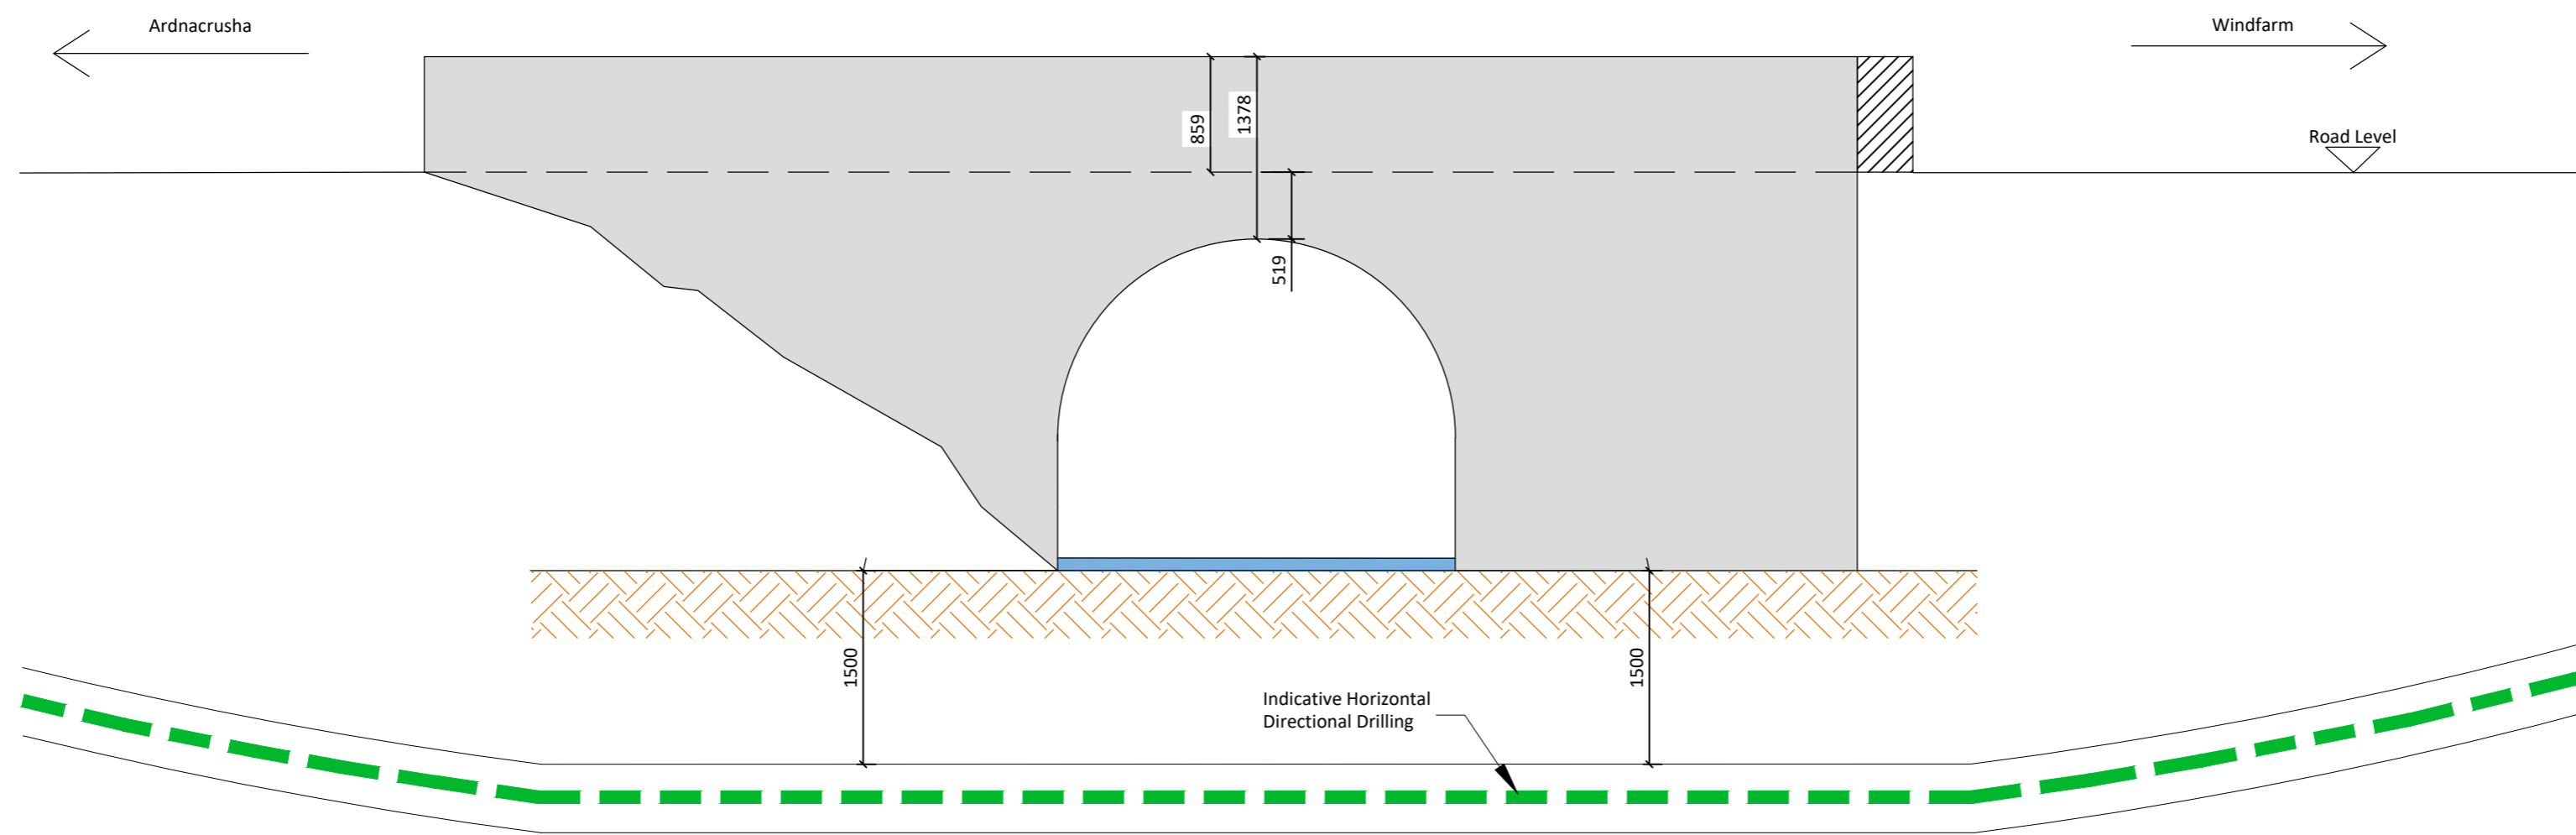 Ardnacrusha
Windfarm
Road Level
859
1378
519
1500
1500
Indicative Horizontal
Directional Drilling